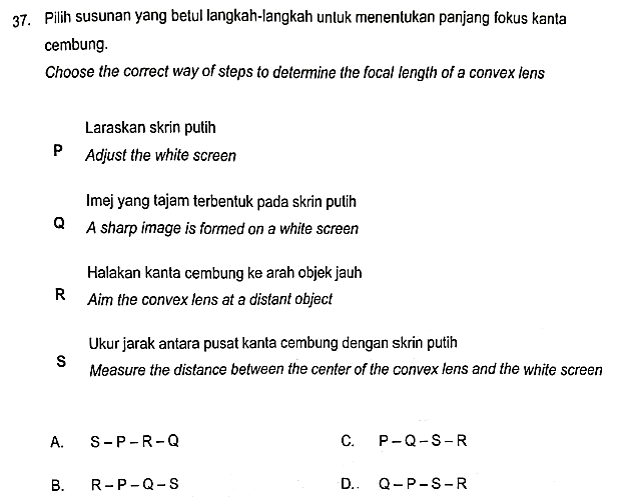 37. Pilih susunan yang betul langkah-langkah untuk menentukan panjang fokus kanta
cembung.
Choose the correct way of steps to determine the focal length of a convex lens
Laraskan skrin putih
P Adjust the white screen
Imej yang tajam terbentuk pada skrin putih
Q A sharp image is formed on a white screen
Halakan kanta cembung ke arah objek jauh
R Aim the convex lens at a distant object
Ukur jarak antara pusat kanta cembung dengan skrin putih
S Measure the distance between the center of the convex lens and the white screen
A. S – P – R – Q C. P – Q – S – R
B. R – P – Q – S D.. Q – P – S – R